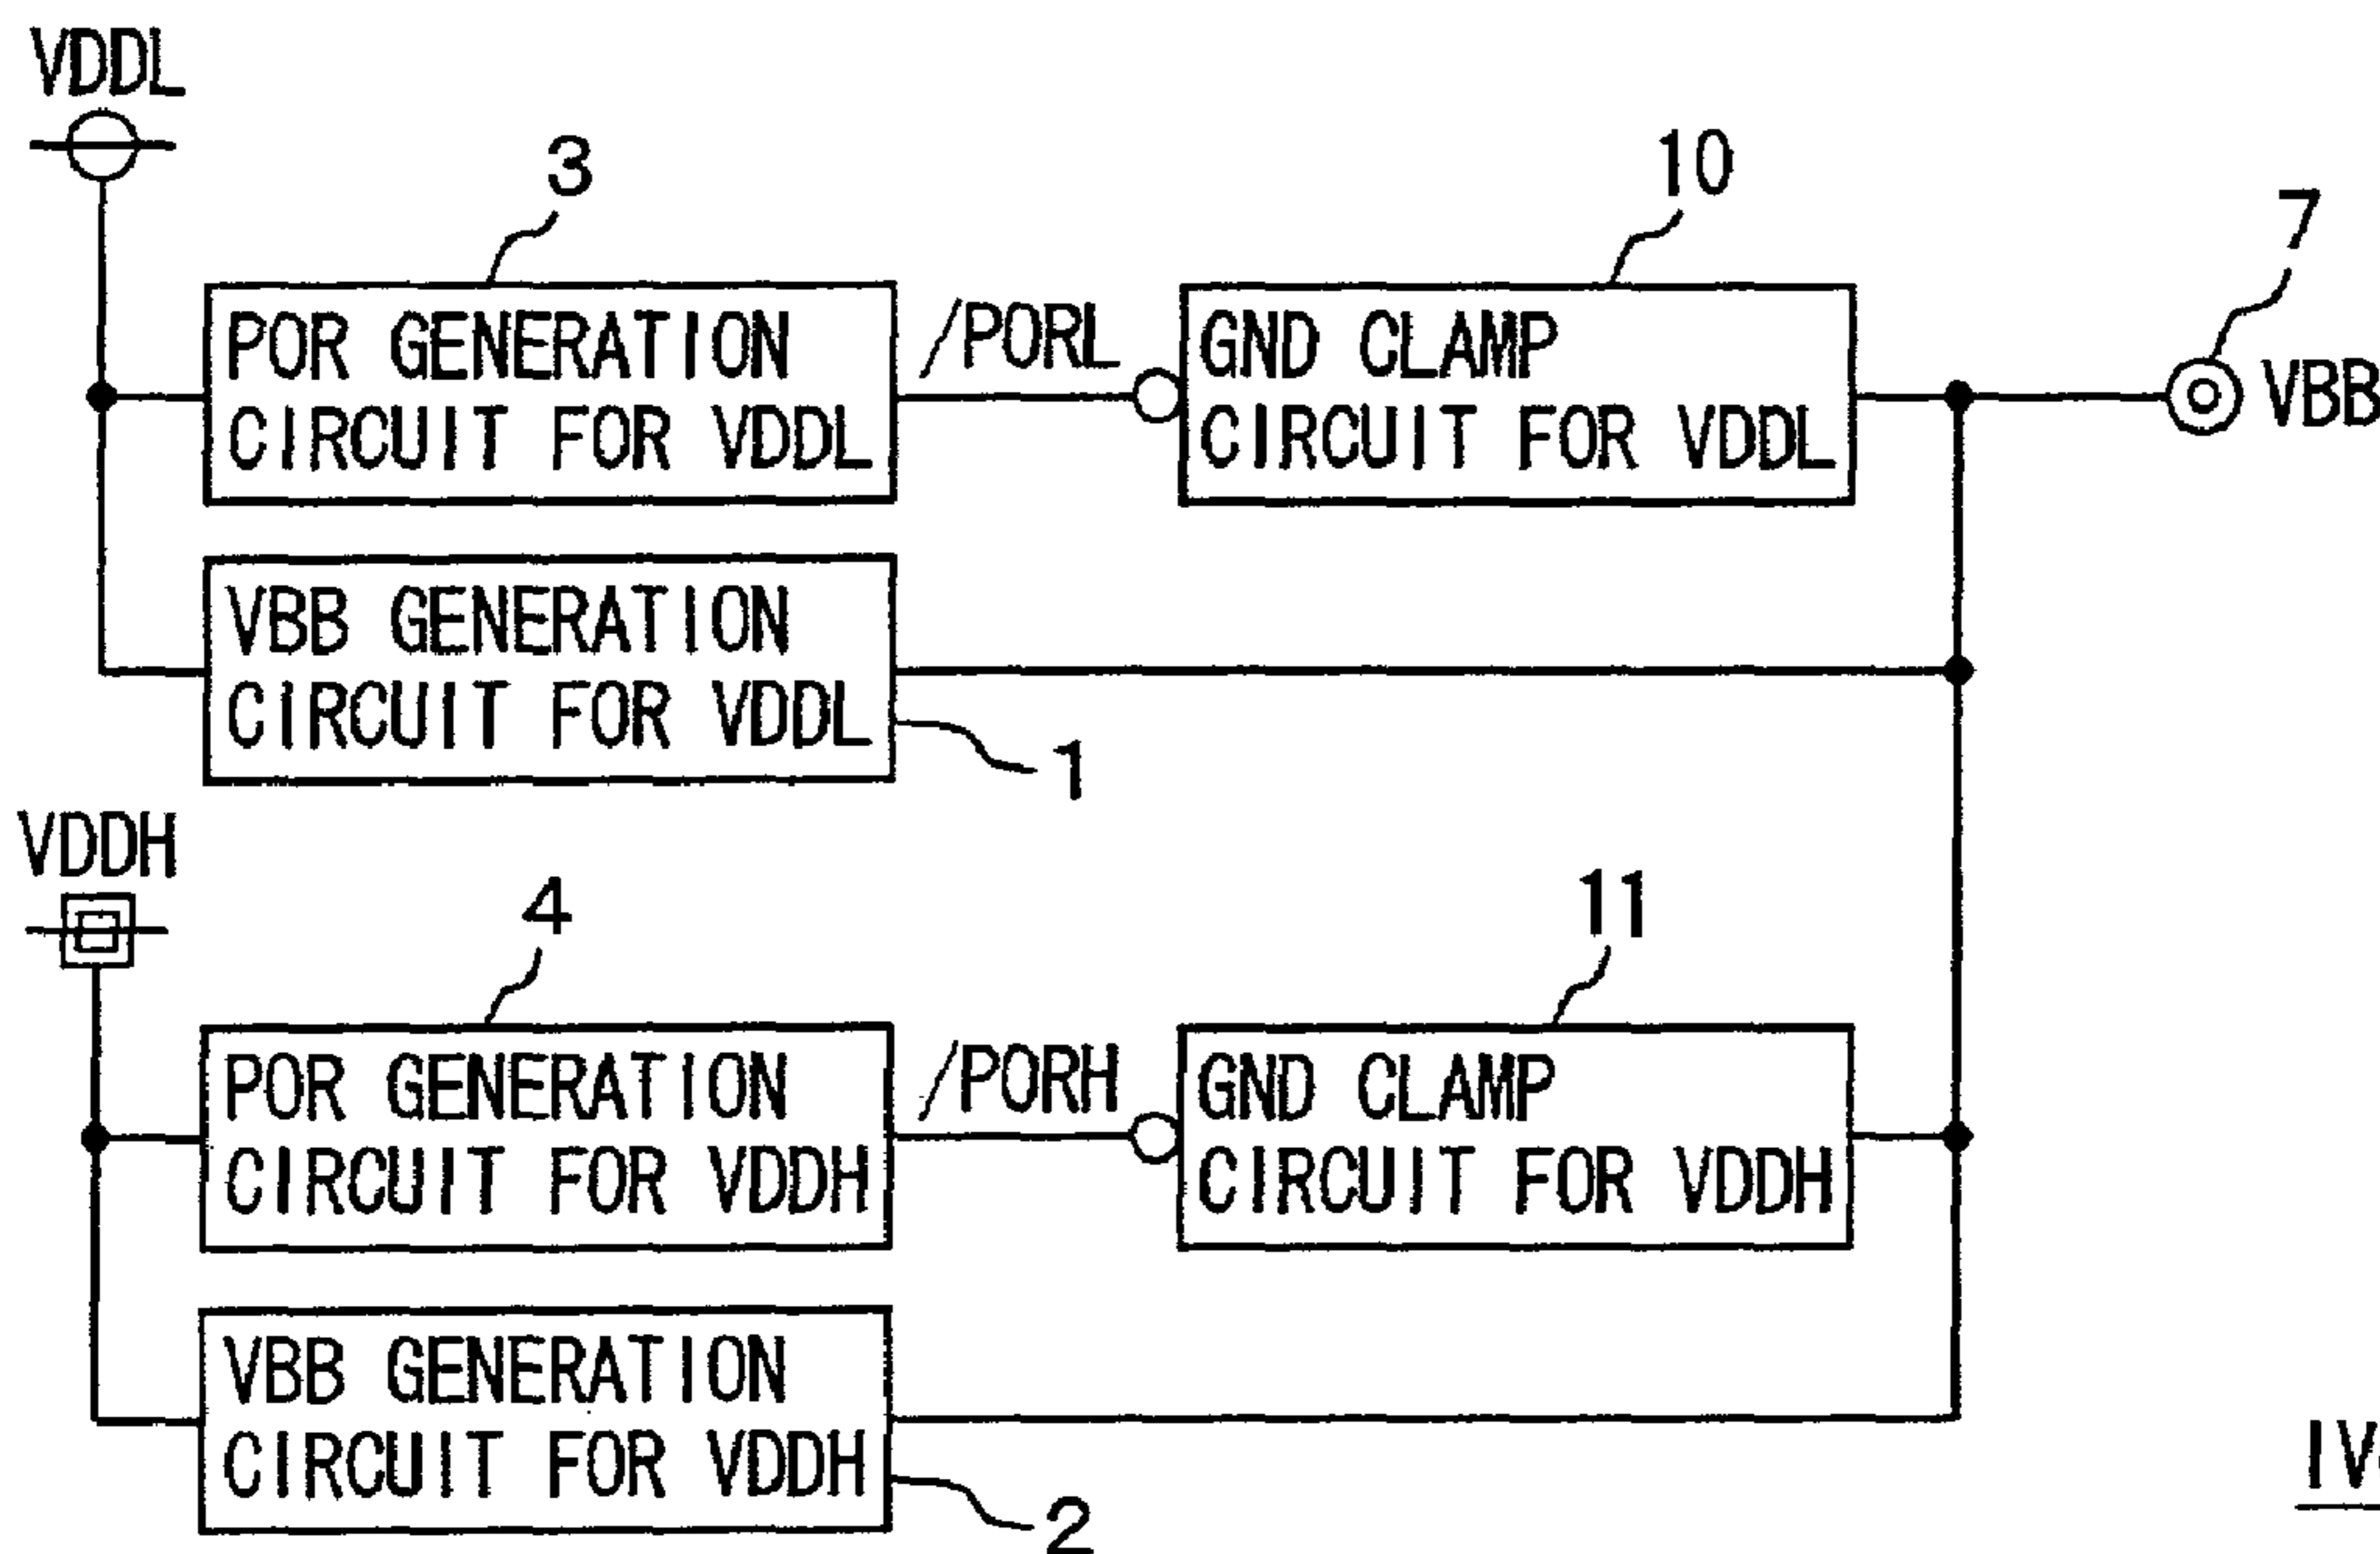 VDDL
3
10
7
POR GENERATION
CIRCUIT FOR VDDL
/PORL
GND CLAMP
CIRCUIT FOR VDDL
VBB
VBB GENERATION
CIRCUIT FOR VDDL
1
VDDH
4
11
POR GENERATION
CIRCUIT FOR VDDH
/PORH
GND CLAMP
CIRCUIT FOR VDDH
VBB GENERATION
CIRCUIT FOR VDDH
2